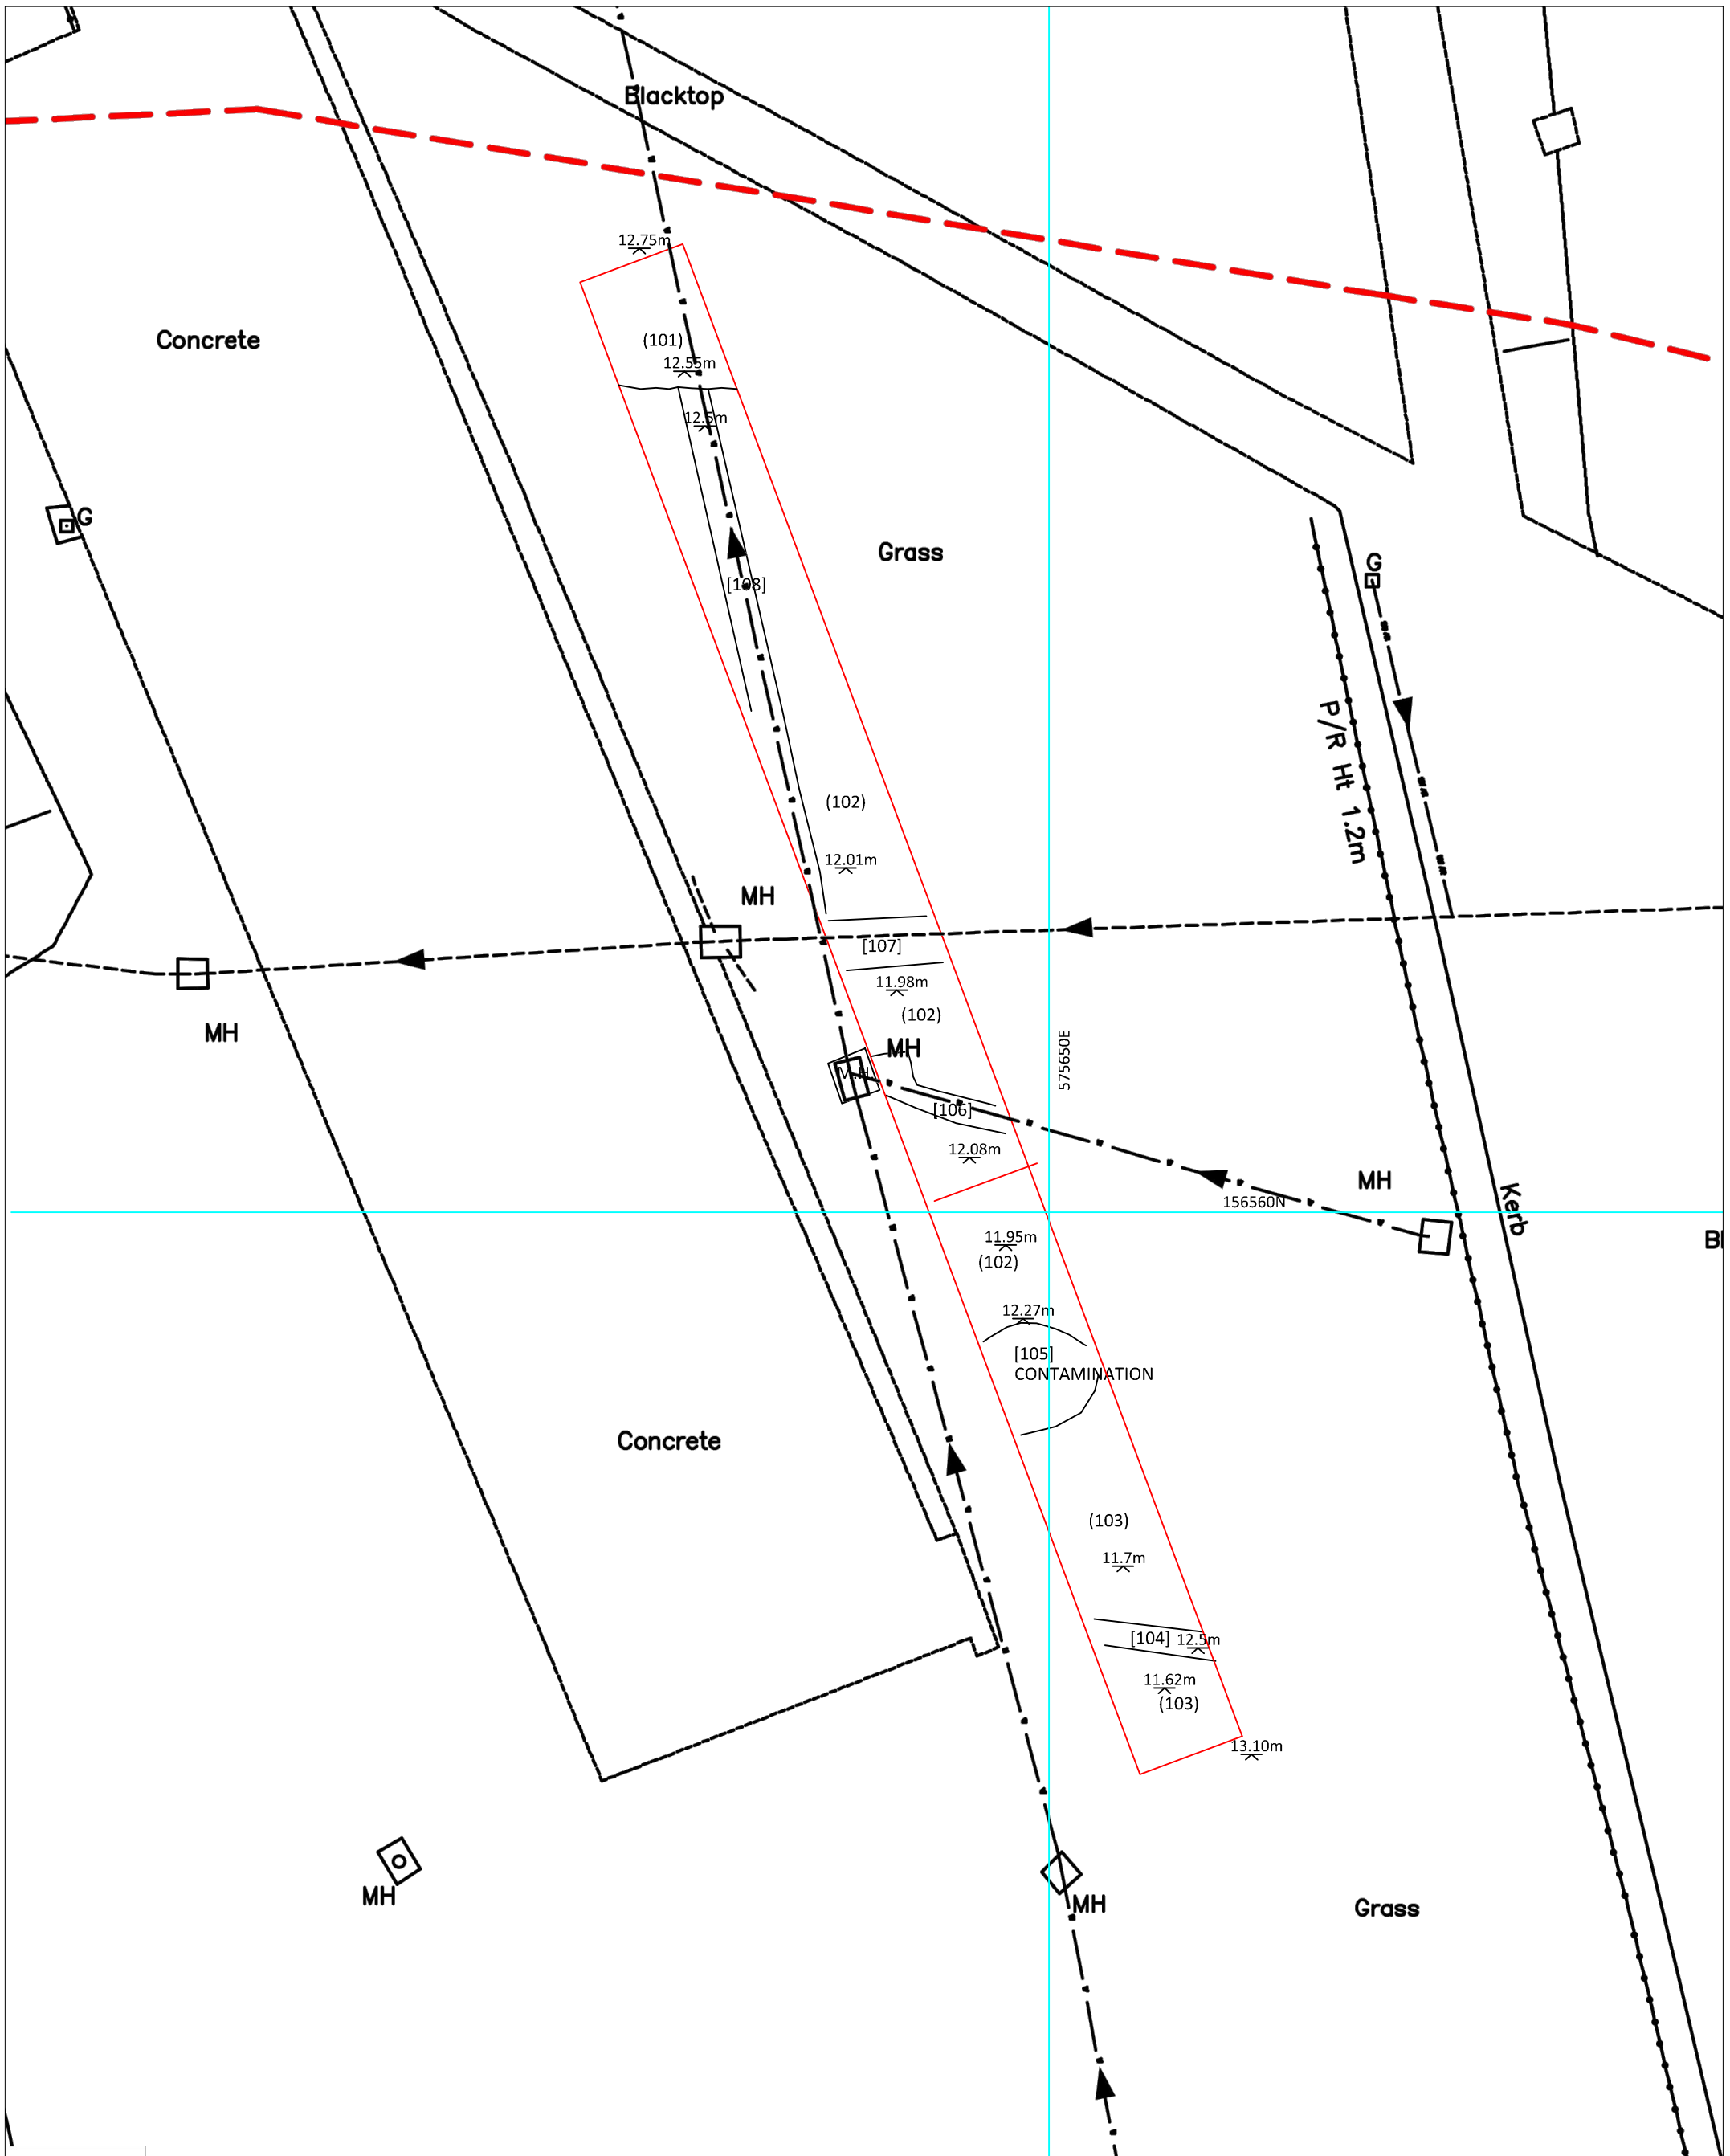 Blacktop
12.75m
Concrete
(101)
12.55m
12.5m
G
Grass
G
[108]
P/R Ht 1.2m
(102)
12.01m
MH
[107]
11.98m
(102)
MH
MH
575650E
M.H
[106]
12.08m
MH
156560N
Kerb
11.95m
(102)
Bl
12.27m
[105]
CONTAMINATION
Concrete
(103)
11.7m
[104] 12.5m
11.62m
(103)
13.10m
MH
MH
Grass